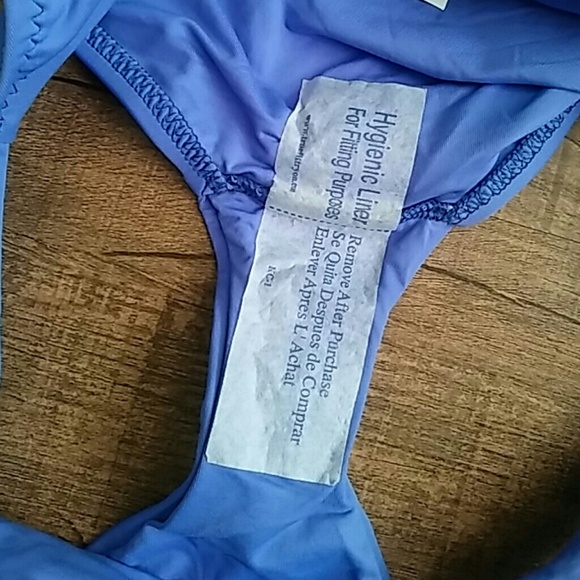 Hygienic Liner
For Fitting Purposes
Remove After Purchase
Se Quita Despues de Comprar
Enlever Apres L' Achat